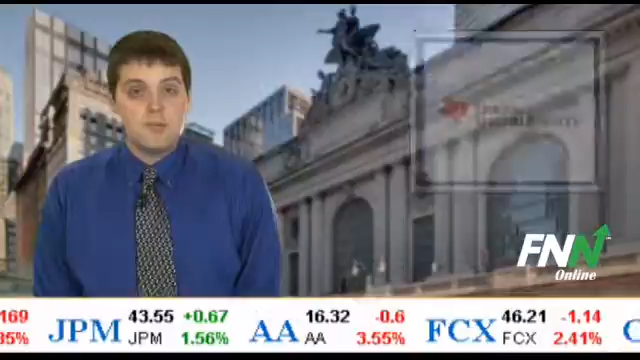 FNN
Online
169
35%
JPM
43.55 +0.67
JPM 1.56%
AA
16.32 -0.6
AA 3.55%
FCX
46.21 -1.14
FCX 2.41%